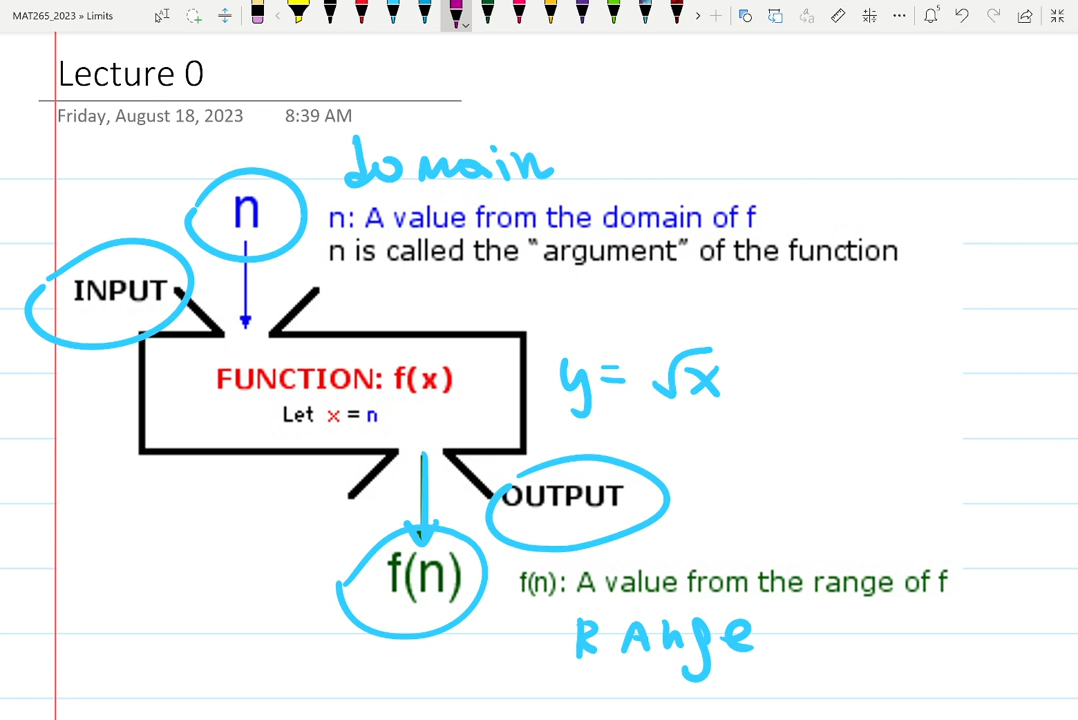 MAT265_2023 » Limits
5
Lecture 0
Friday, August 18, 2023 8:39 AM
domain
n
n: A value from the domain of f
n is called the “argument” of the function
INPUT
FUNCTION: f(x)
Let x = n
y = √x
OUTPUT
f(n)
f(n): A value from the range of f
RAnge